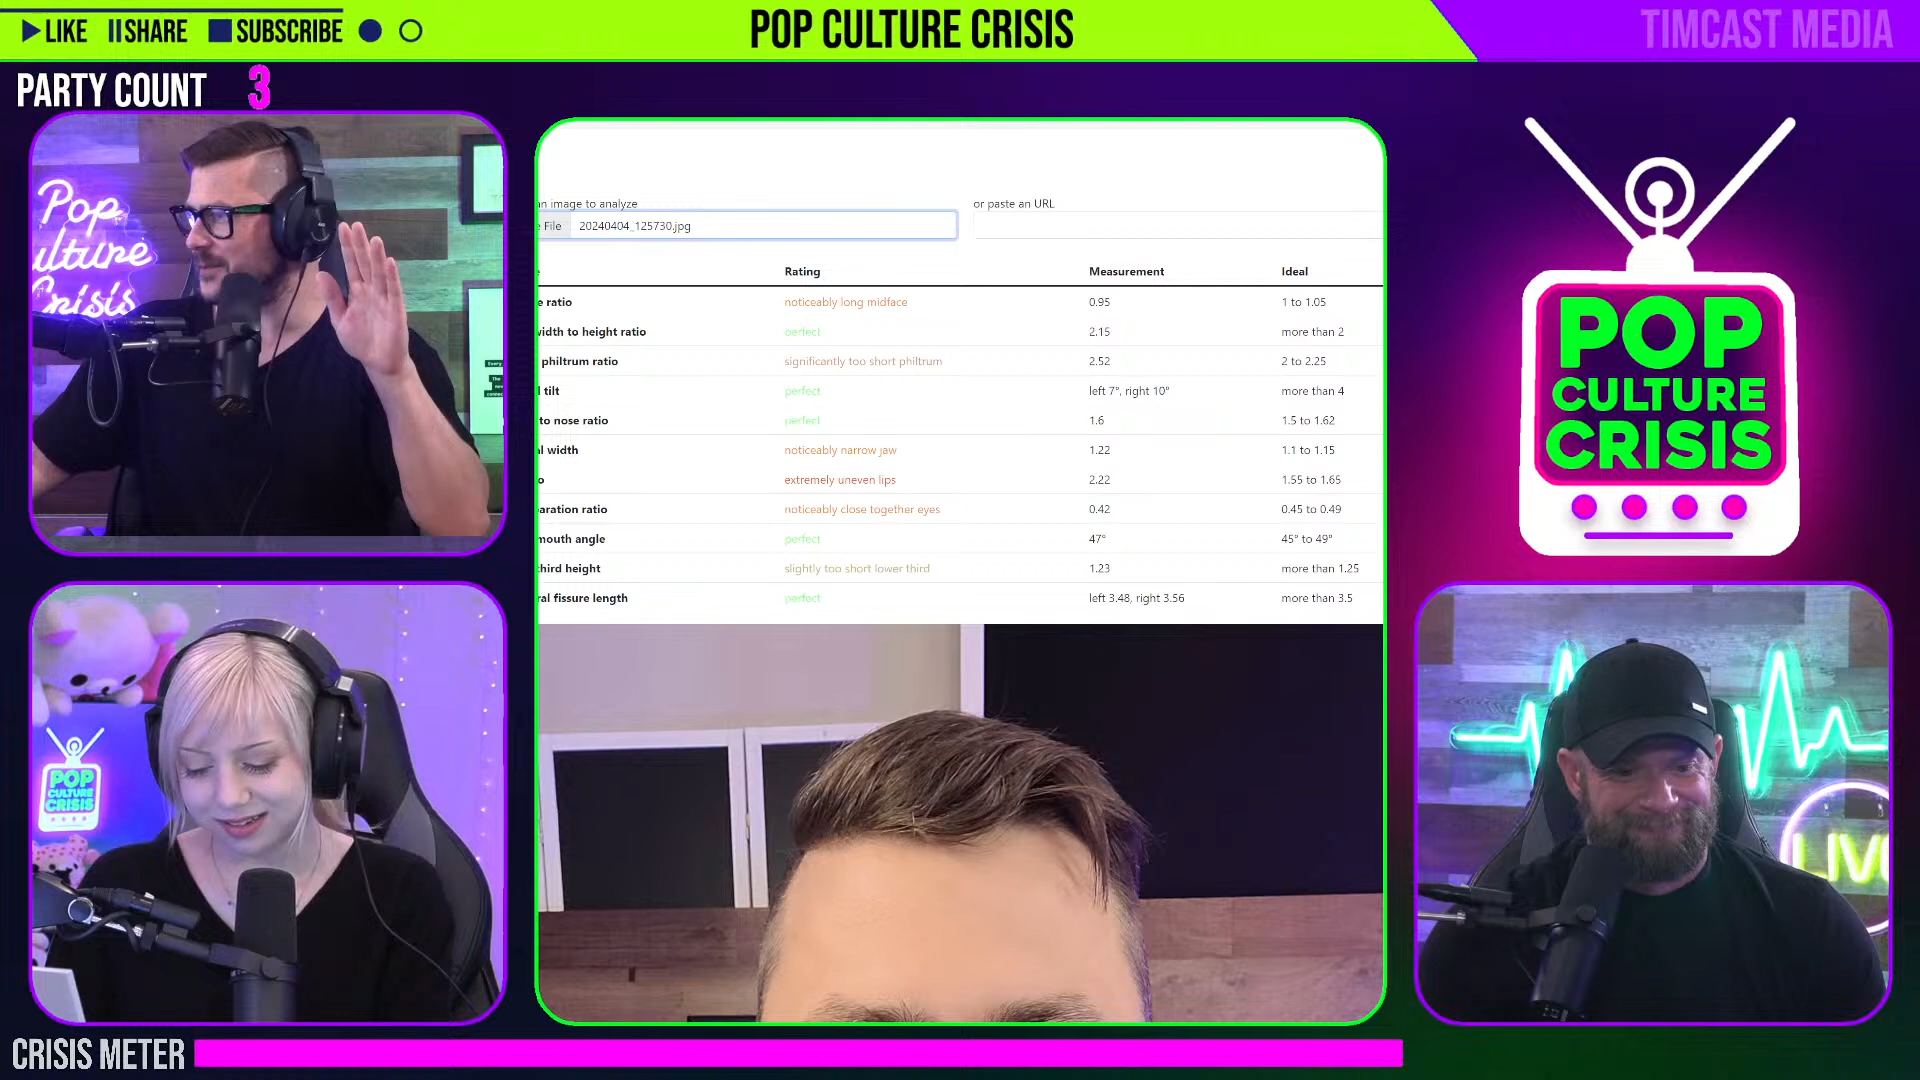 LIKE SHARE SUBSCRIBE
POP CULTURE CRISIS
TIMCAST MEDIA
PARTY COUNT 3
Pop
ulture
Crisis
an image to analyze
or paste an URL
e File 20240404_125730.jpg
Rating Measurement Ideal
e ratio noticeably long midface 0.95 1 to 1.05
width to height ratio perfect 2.15 more than 2
philtrum ratio significantly too short philtrum 2.52 2 to 2.25
l tilt perfect left 7°, right 10° more than 4
to nose ratio perfect 1.6 1.5 to 1.62
al width noticeably narrow jaw 1.22 1.1 to 1.15
o extremely uneven lips 2.22 1.55 to 1.65
paration ratio noticeably close together eyes 0.42 0.45 to 0.49
mouth angle perfect 47° 45° to 49°
third height slightly too short lower third 1.23 more than 1.25
ral fissure length perfect left 3.48, right 3.56 more than 3.5
POP
CULTURE
CRISIS
POP
CULTURE
CRISIS
LIVE
CRISIS METER